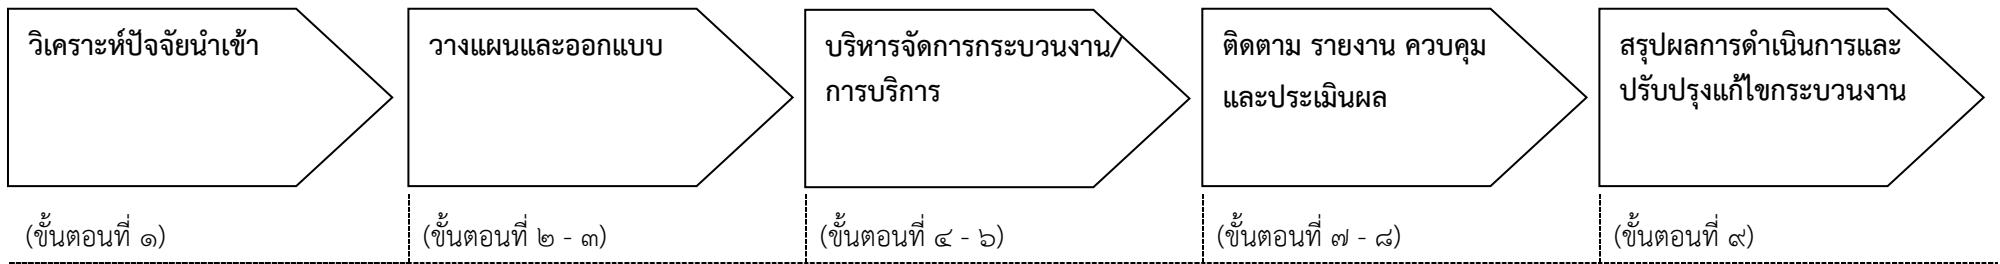 วิเคราะห์ปัจจัยนำเข้า
วางแผนและออกแบบ
บริหารจัดการกระบวนงาน/
การบริการ
ติดตาม รายงาน ควบคุม
และประเมินผล
สรุปผลการดำเนินการและ
ปรับปรุงแก้ไขกระบวนงาน
(ขั้นตอนที่ ๑)
(ขั้นตอนที่ ๒ - ๓)
(ขั้นตอนที่ ๔ - ๖)
(ขั้นตอนที่ ๗ - ๘)
(ขั้นตอนที่ ๙)